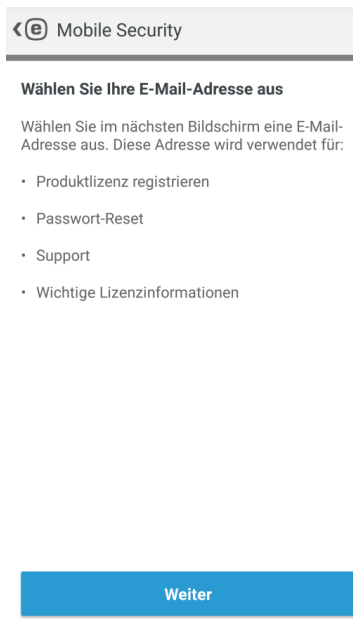 e Mobile Security
Wählen Sie Ihre E-Mail-Adresse aus
Wählen Sie im nächsten Bildschirm eine E-Mail-
Adresse aus. Diese Adresse wird verwendet für:
• Produktlizenz registrieren
• Passwort-Reset
• Support
• Wichtige Lizenzinformationen
Weiter